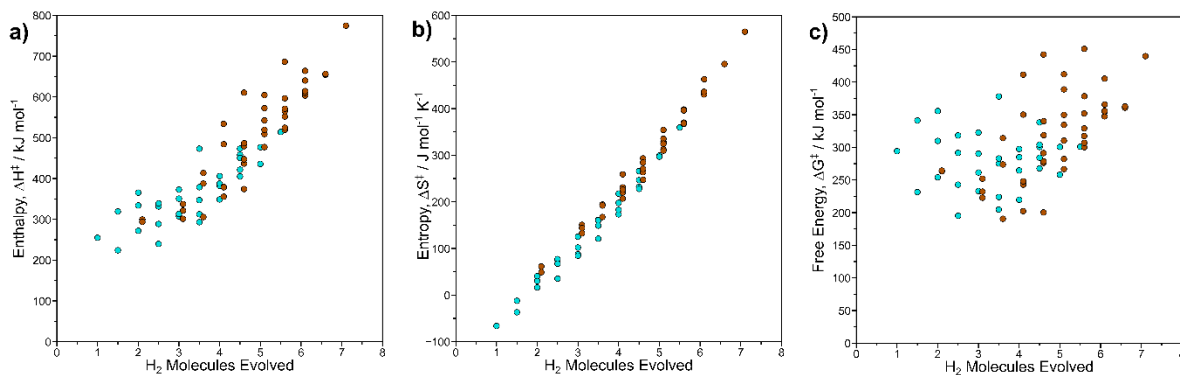 a)
Enthalpy, ΔH‡ / kJ mol⁻¹
800
700
600
500
400
300
200
100
0
0 1 2 3 4 5 6 7 8
H₂ Molecules Evolved
b)
Entropy, ΔS‡ / J mol⁻¹ K⁻¹
600
500
400
300
200
100
0
−100
0 1 2 3 4 5 6 7 8
H₂ Molecules Evolved
c)
Free Energy, ΔG‡ / kJ mol⁻¹
500
450
400
350
300
250
200
150
100
50
0
0 1 2 3 4 5 6 7
H₂ Molecules Evolved